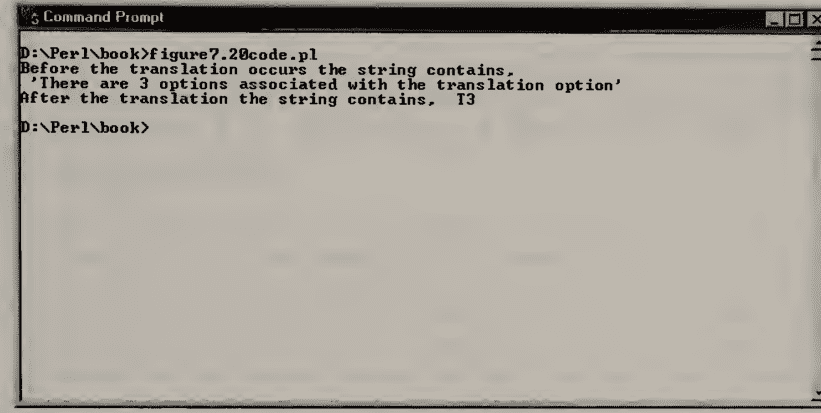 Command Prompt
D:\Perl\book>figure7.20code.pl
Before the translation occurs the string contains,
'There are 3 options associated with the translation option'
After the translation the string contains, T3
D:\Perl\book>